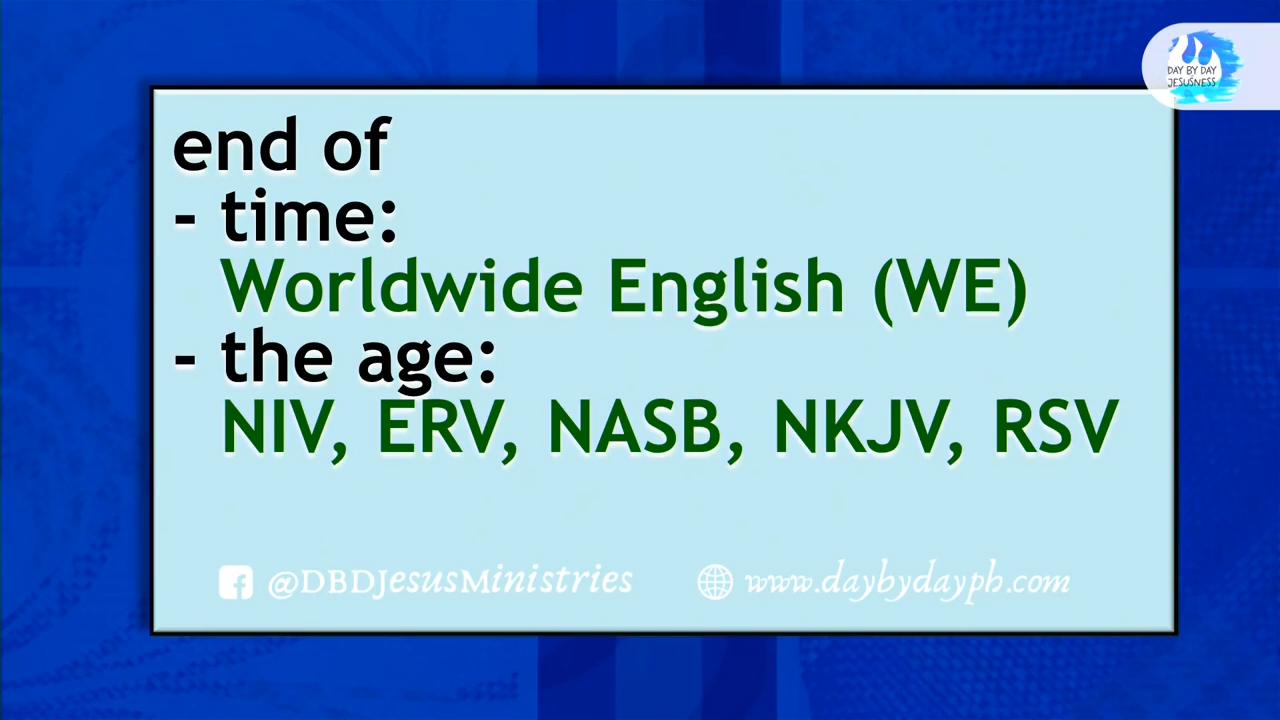 DAY BY DAY
JESUSNESS
end of
- time:
Worldwide English (WE)
- the age:
NIV, ERV, NASB, NKJV, RSV
@DBDJesusMinistries
www.daybydayph.com